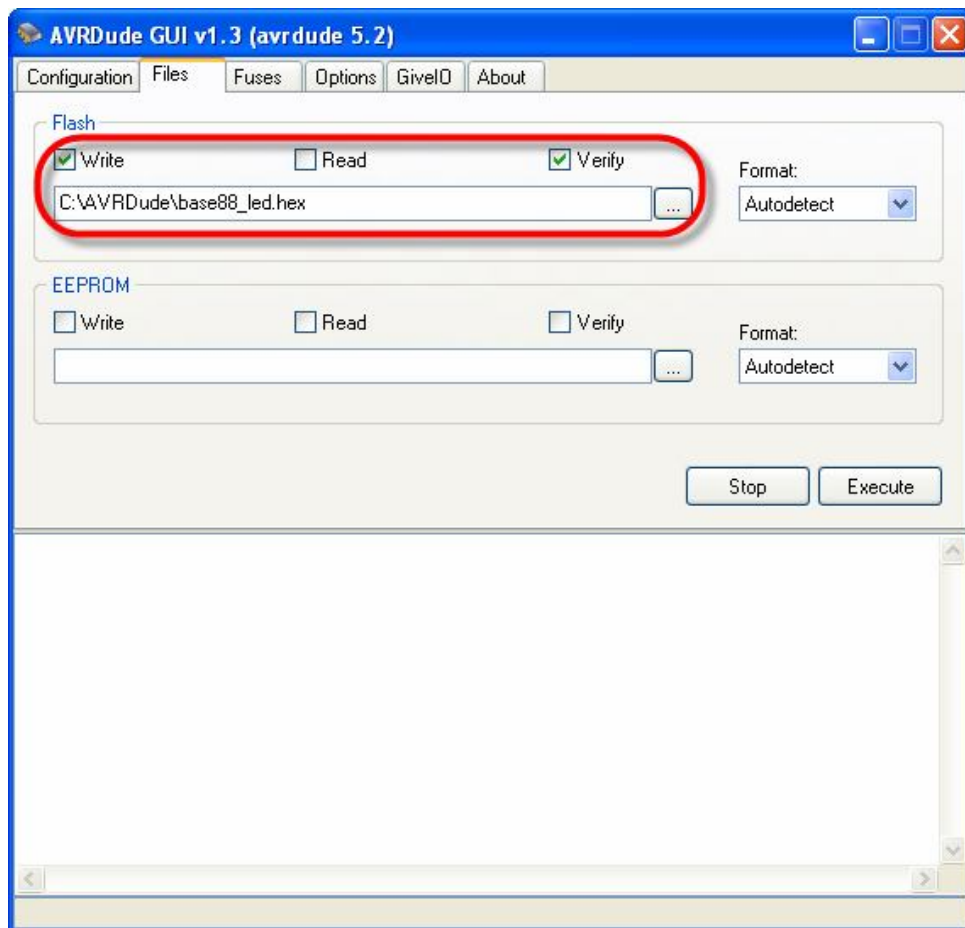 AVRDude GUI v1.3 (avrdude 5.2)
Configuration Files Fuses Options GiveIO About
Flash
Write Read Verify
Format:
C:\AVRDude\base88_led.hex ... Autodetect
EEPROM
Write Read Verify
Format:
... Autodetect
Stop Execute